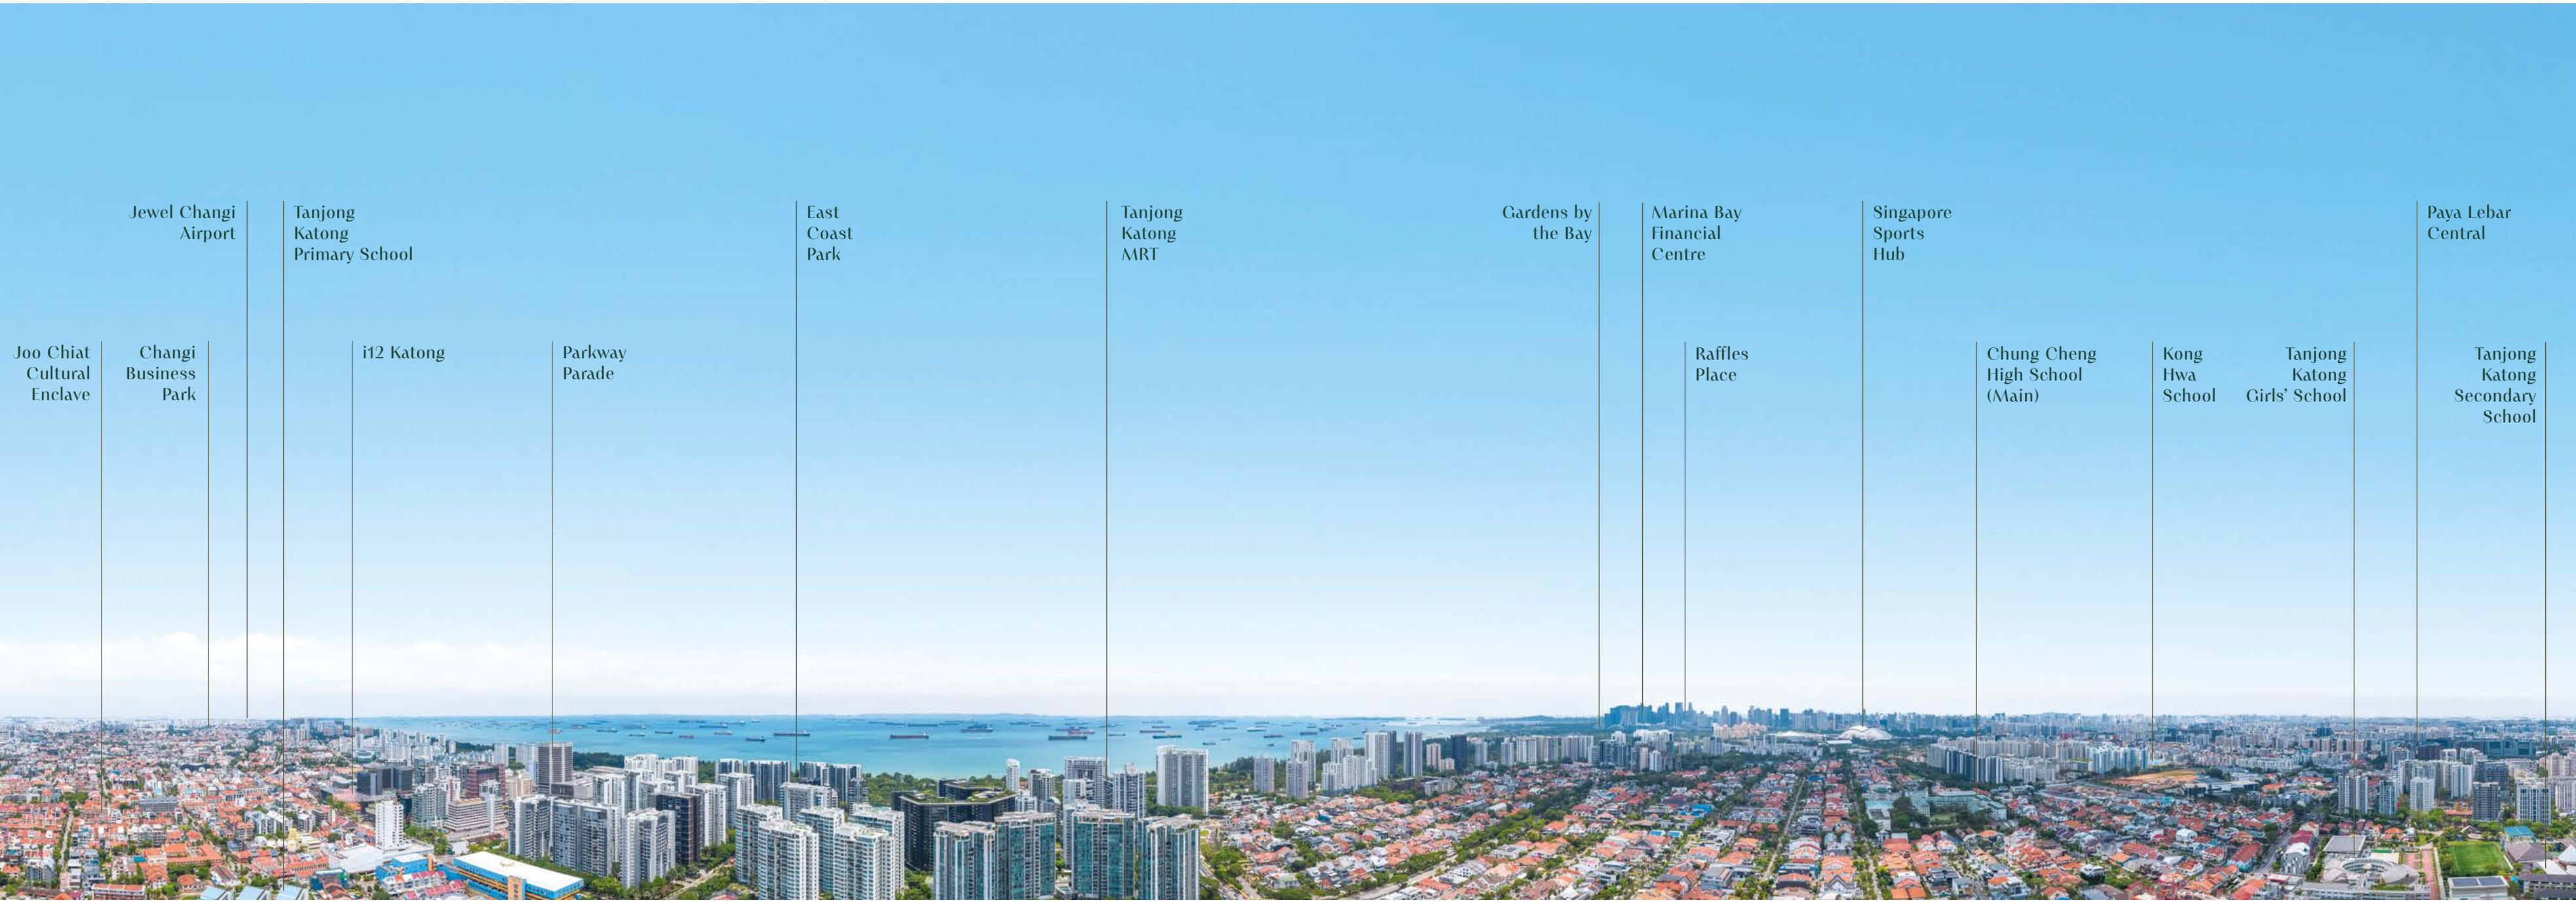 Jewel Changi
Airport
Tanjong
Katong
Primary School
East
Coast
Park
Tanjong
Katong
MRT
Gardens by
the Bay
Marina Bay
Financial
Centre
Singapore
Sports
Hub
Paya Lebar
Central
Joo Chiat
Cultural
Enclave
Changi
Business
Park
i12 Katong
Parkway
Parade
Raffles
Place
Chung Cheng
High School
(Main)
Kong
Hwa
School
Tanjong
Katong
Girls' School
Tanjong
Katong
Secondary
School